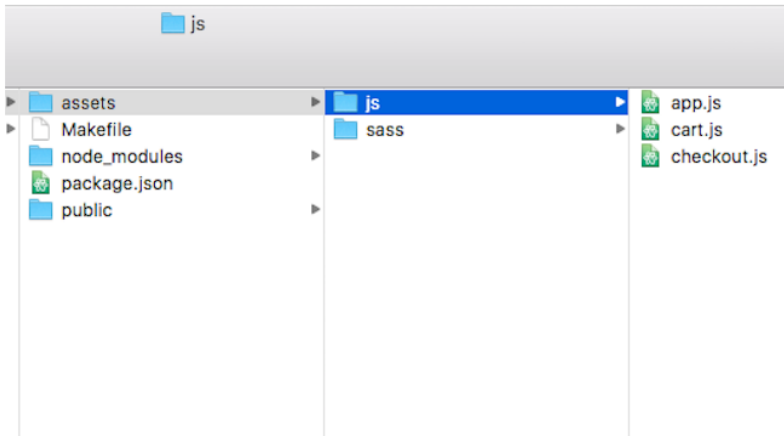 js
assets
Makefile
node_modules
package.json
public
js
sass
app.js
cart.js
checkout.js